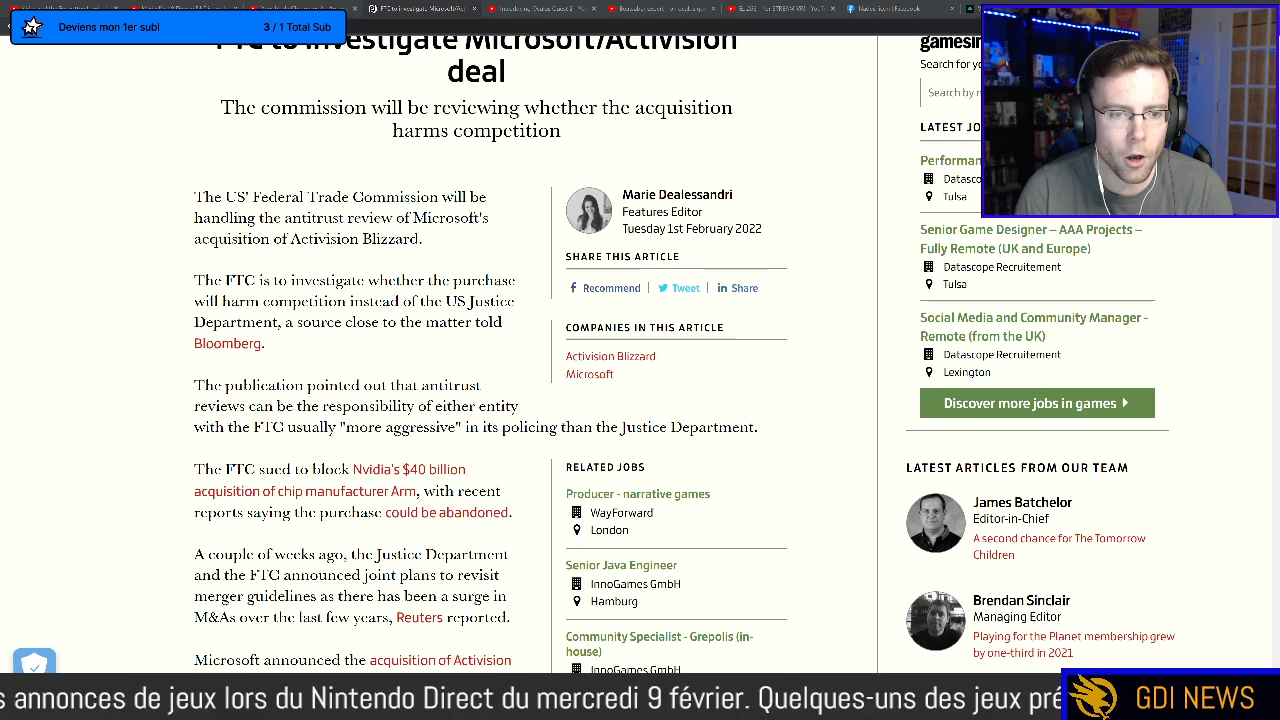 FTC to investigate Microsoft/Activ
Nades-icon | Facebook
Deviens mon 1er sub!
3 / 1 Total Sub
FTC to investigate Microsoft/Activision
deal
The commission will be reviewing whether the acquisition
harms competition
The US' Federal Trade Commission will be
handling the antitrust review of Microsoft's
acquisition of Activision Blizzard.
The FTC is to investigate whether the purchase
will harm competition instead of the US Justice
Department, a source close to the matter told
Bloomberg.
The publication pointed out that antitrust
reviews can be the responsibility of either entity
with the FTC usually "more aggressive" in its policing than the Justice Department.
The FTC sued to block Nvidia's $40 billion
acquisition of chip manufacturer Arm, with recent
reports saying the purchase could be abandoned.
A couple of weeks ago, the Justice Department
and the FTC announced joint plans to revisit
merger guidelines as there has been a surge in
M&As over the last few years, Reuters reported.
Microsoft announced the acquisition of Activision
Marie Dealessandri
Features Editor
Tuesday 1st February 2022
SHARE THIS ARTICLE
Recommend
Tweet
Share
COMPANIES IN THIS ARTICLE
Activision Blizzard
Microsoft
RELATED JOBS
Producer - narrative games
WayForward
London
Senior Java Engineer
InnoGames GmbH
Hamburg
Community Specialist - Grepolis (in-
house)
InnoGames GmbH
gamesin
Search for yo
Search by
LATEST JO
Performan
Datasco
Tulsa
Senior Game Designer – AAA Projects –
Fully Remote (UK and Europe)
Datascope Recruitment
Tulsa
Social Media and Community Manager -
Remote (from the UK)
Datascope Recruitment
Lexington
Discover more jobs in games
LATEST ARTICLES FROM OUR TEAM
James Batchelor
Editor-in-Chief
A second chance for The Tomorrow
Children
Brendan Sinclair
Managing Editor
Playing for the Planet membership grew
by one-third in 2021
s annonces de jeux lors du Nintendo Direct du mercredi 9 février. Quelques-uns des jeux pré
GDI NEWS